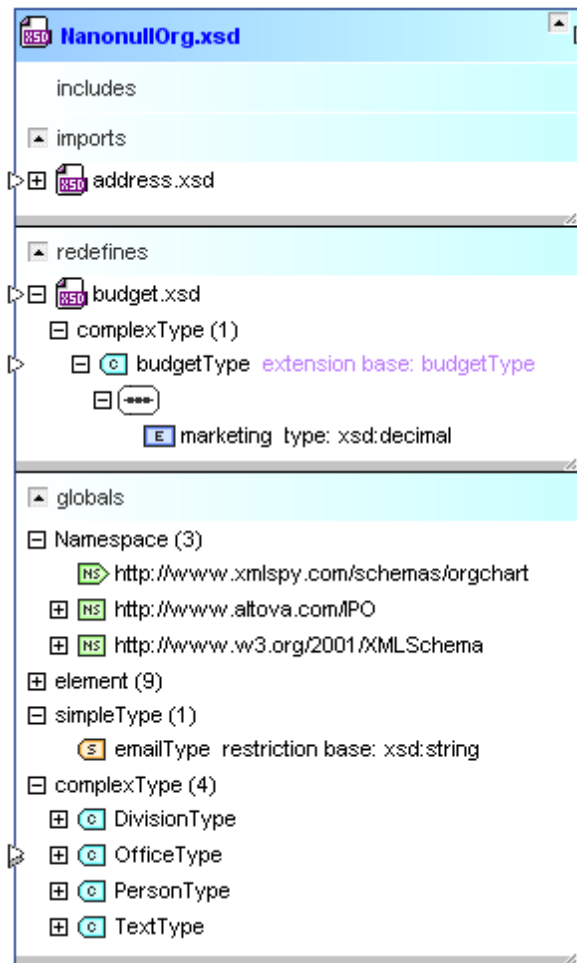 NanonullOrg.xsd
includes
imports
address.xsd
redefines
budget.xsd
complexType (1)
budgetType extension base: budgetType
marketing type: xsd:decimal
globals
Namespace (3)
http://www.xmlspy.com/schemas/orgchart
http://www.altova.com/IPO
http://www.w3.org/2001/XMLSchema
element (9)
simpleType (1)
emailType restriction base: xsd:string
complexType (4)
DivisionType
OfficeType
PersonType
TextType